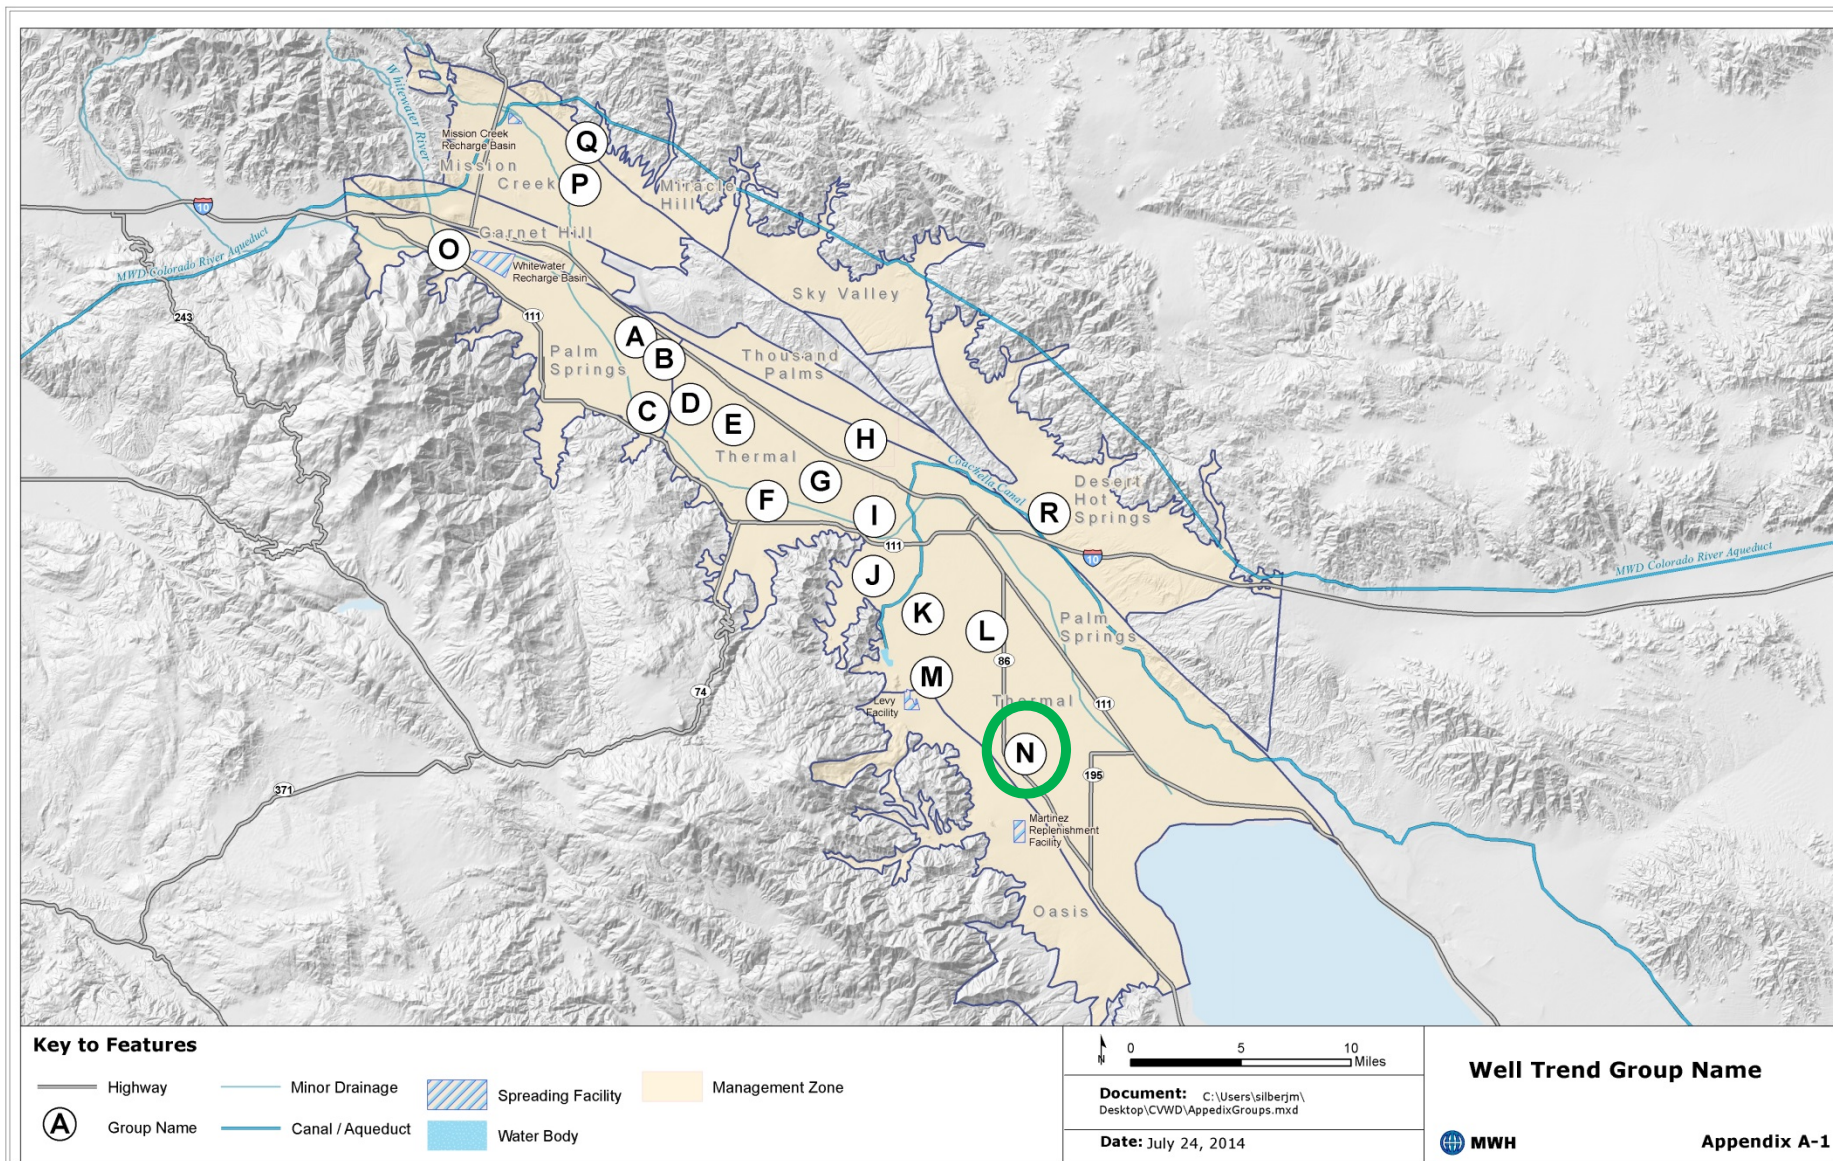 Whitewater River
Mission Creek
Recharge Basin
Mission
Creek
Q
P
Miracle
Hill
10
Garnet Hill
O
MWD Colorado River Aqueduct
Whitewater
Recharge Basin
Sky Valley
243
111
A
B
Palm
Springs
Thousand
Palms
C
D
E
H
Thermal
Coachella Canal
G
F
I
R
Desert
Hot
Springs
111
10
MWD Colorado River Aqueduct
J
K
L
Palm
Springs
86
M
74
Levy
Facility
Thermal
111
N
195
371
Martinez
Replenishment
Facility
Oasis
Key to Features
Highway
Minor Drainage
Spreading Facility
Management Zone
A
Group Name
Canal / Aqueduct
Water Body
N
0 5 10
Miles
Document: C:\Users\silberjm\
Desktop\CVWD\AppedixGroups.mxd
Date: July 24, 2014
Well Trend Group Name
MWH
Appendix A-1